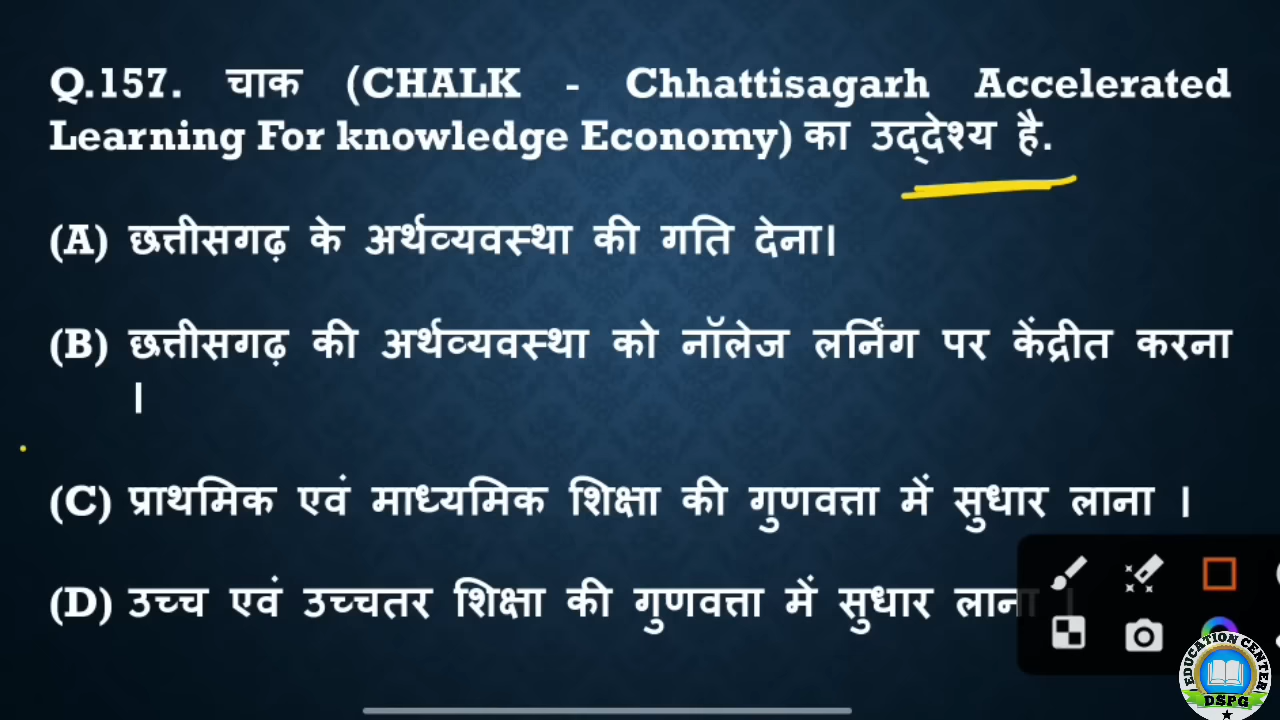 Q.157. चाक (CHALK - Chhattisagarh Accelerated
Learning For knowledge Economy) का उद्देश्य है.
(A) छत्तीसगढ़ के अर्थव्यवस्था की गति देना।
(B) छत्तीसगढ़ की अर्थव्यवस्था को नॉलेज लर्निंग पर केंद्रीत करना
।
(C) प्राथमिक एवं माध्यमिक शिक्षा की गुणवत्ता में सुधार लाना ।
(D) उच्च एवं उच्चतर शिक्षा की गुणवत्ता में सुधार लाना ।
EDUCATION CENTER
DSPG